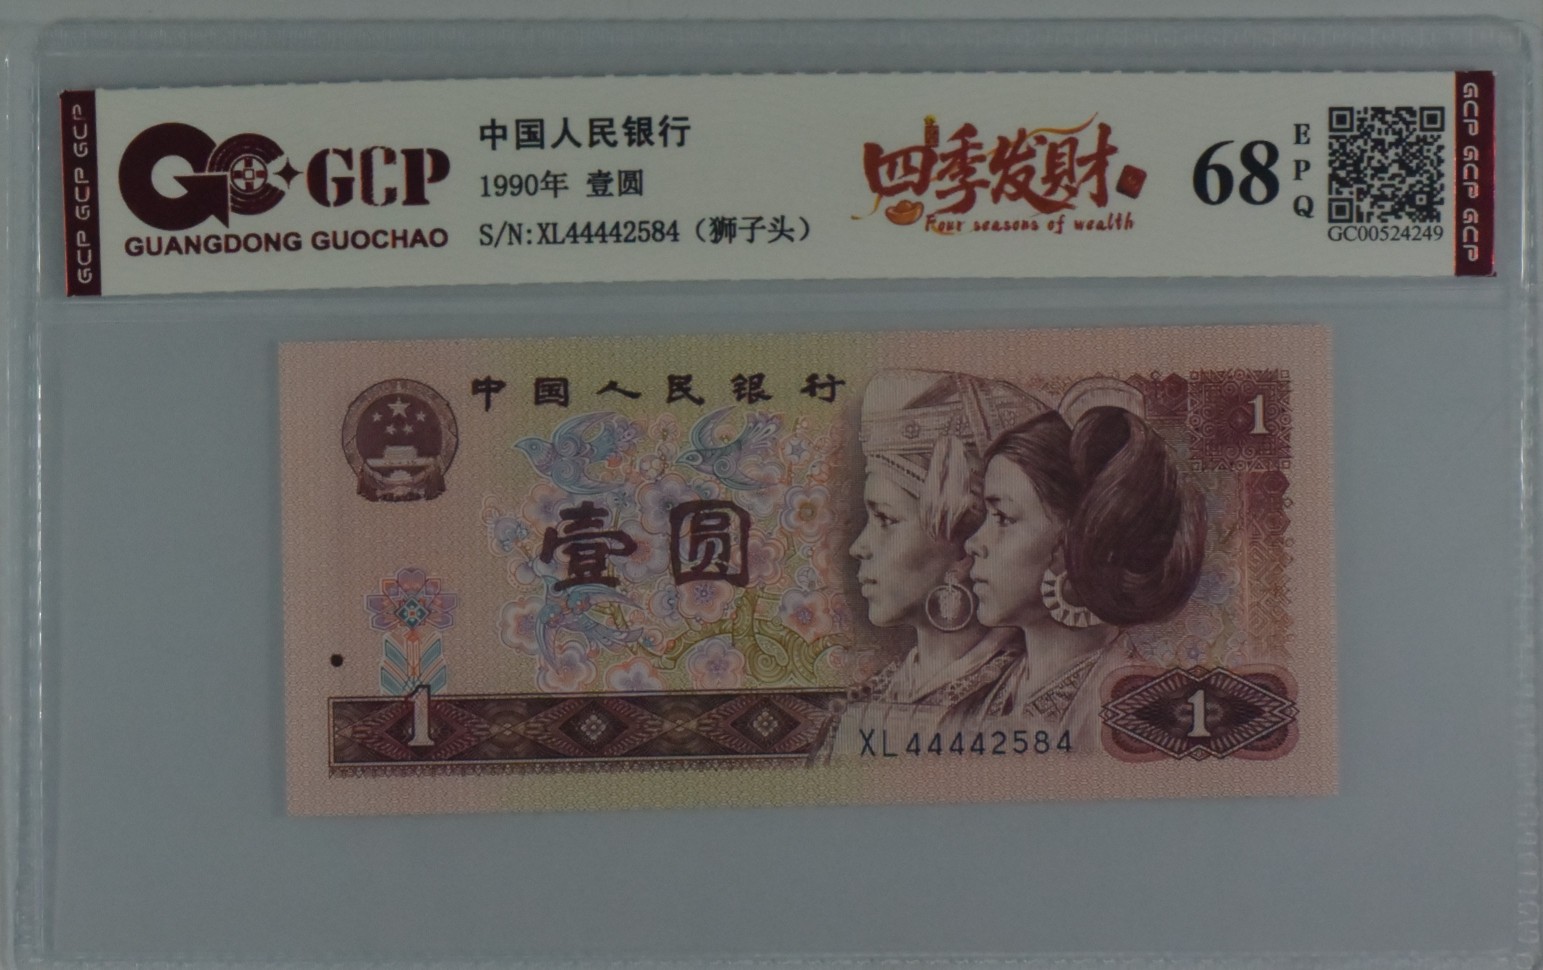 GCP GCP GCP
GCP
GUANGDONG GUOCHAO
中国人民银行
1990年 壹圆
S/N:XL44442584（狮子头）
四季发财
Four seasons of wealth
68
EPQ
GC00524249
GCP GCP GCP
中国人民银行
1
壹圆
1
XL44442584
1